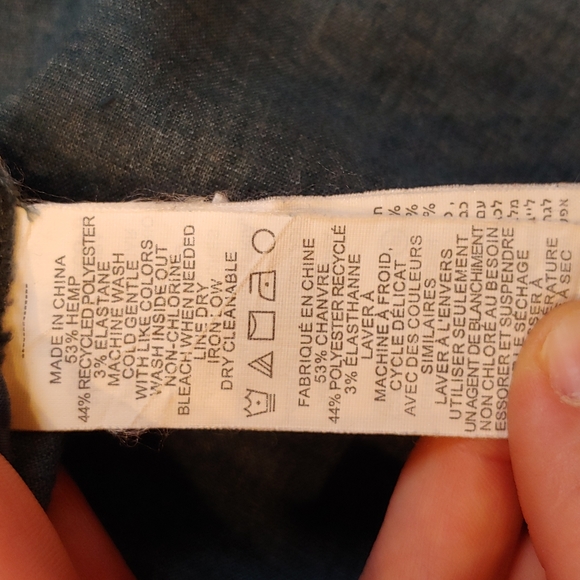 MADE IN CHINA
53% HEMP
44% RECYCLED POLYESTER
3% ELASTANE
MACHINE WASH
COLD GENTLE
WITH LIKE COLORS
WASH INSIDE OUT
NON-CHLORINE
BLEACH WHEN NEEDED
LINE DRY
IRON LOW
DRY CLEANABLE
FABRIQUÉ EN CHINE
53% CHANVRE
44% POLYESTER RECYCLÉ
3% ÉLASTHANNE
LAVER À
MACHINE À FROID,
CYCLE DÉLICAT
AVEC DES COULEURS
SIMILAIRES
LAVER À L'ENVERS
UTILISER SEULEMENT
UN AGENT DE BLANCHIMENT
NON CHLORÉ AU BESOIN
ESSORER ET SUSPENDRE
LE SÉCHAGE
À
À SEC